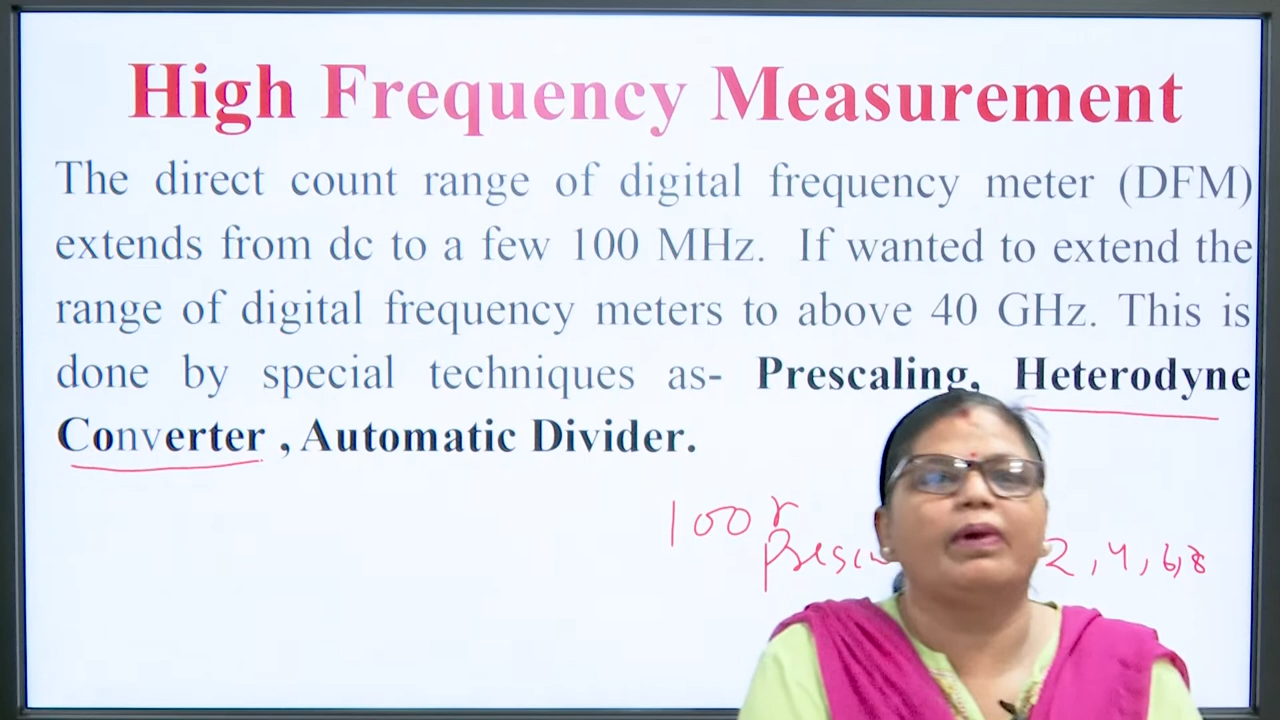 High Frequency Measurement
The direct count range of digital frequency meter (DFM)
extends from dc to a few 100 MHz. If wanted to extend the
range of digital frequency meters to above 40 GHz. This is
done by special techniques as- Prescaling, Heterodyne
Converter , Automatic Divider.
100
2, 4, 6, 8